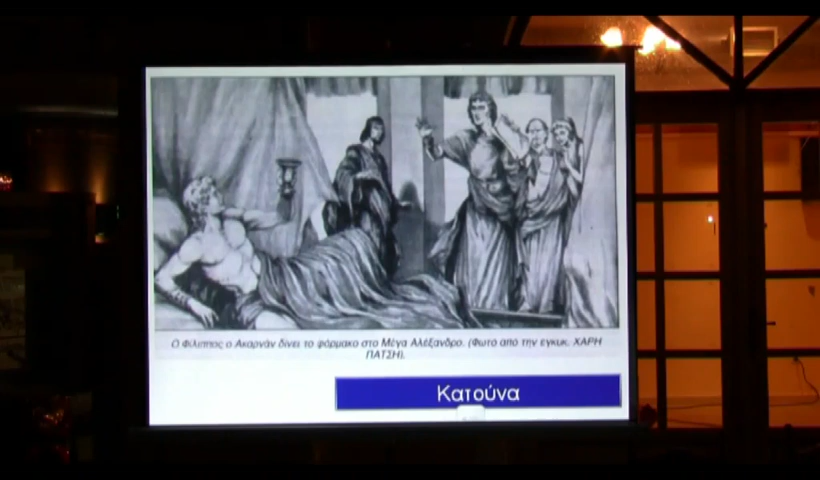 Ο Φίλιππος ο Ακαρνάν δίνει το φάρμακο στο Μέγα Αλέξανδρο. (Φωτο από την εγκυκ. ΧΑΡΗ
ΠΑΤΣΗ).
Κατούνα